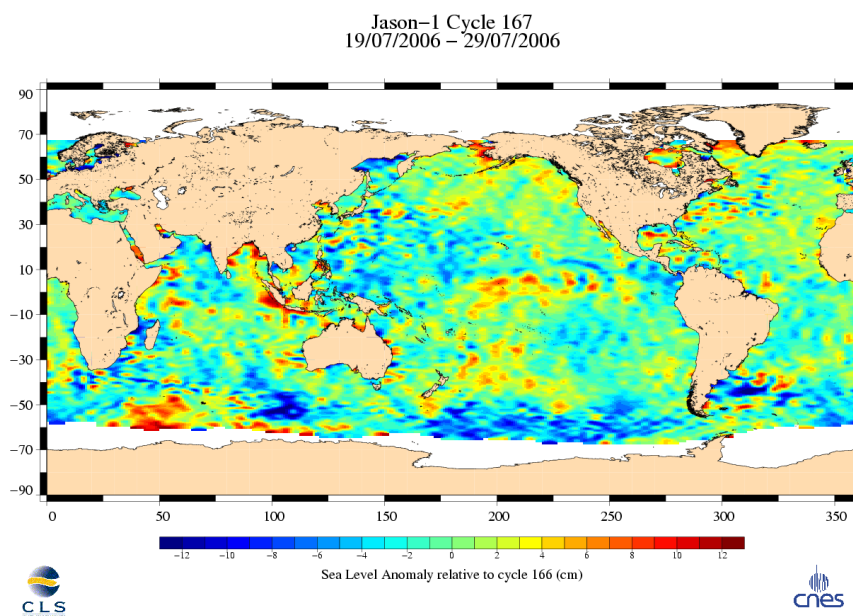 Jason−1 Cycle 167
19/07/2006 − 29/07/2006
90
70
50
30
10
−10
−30
−50
−70
−90
0 50 100 150 200 250 300 350
−12 −10 −8 −6 −4 −2 0 2 4 6 8 10 12
Sea Level Anomaly relative to cycle 166 (cm)
CLS
cnes